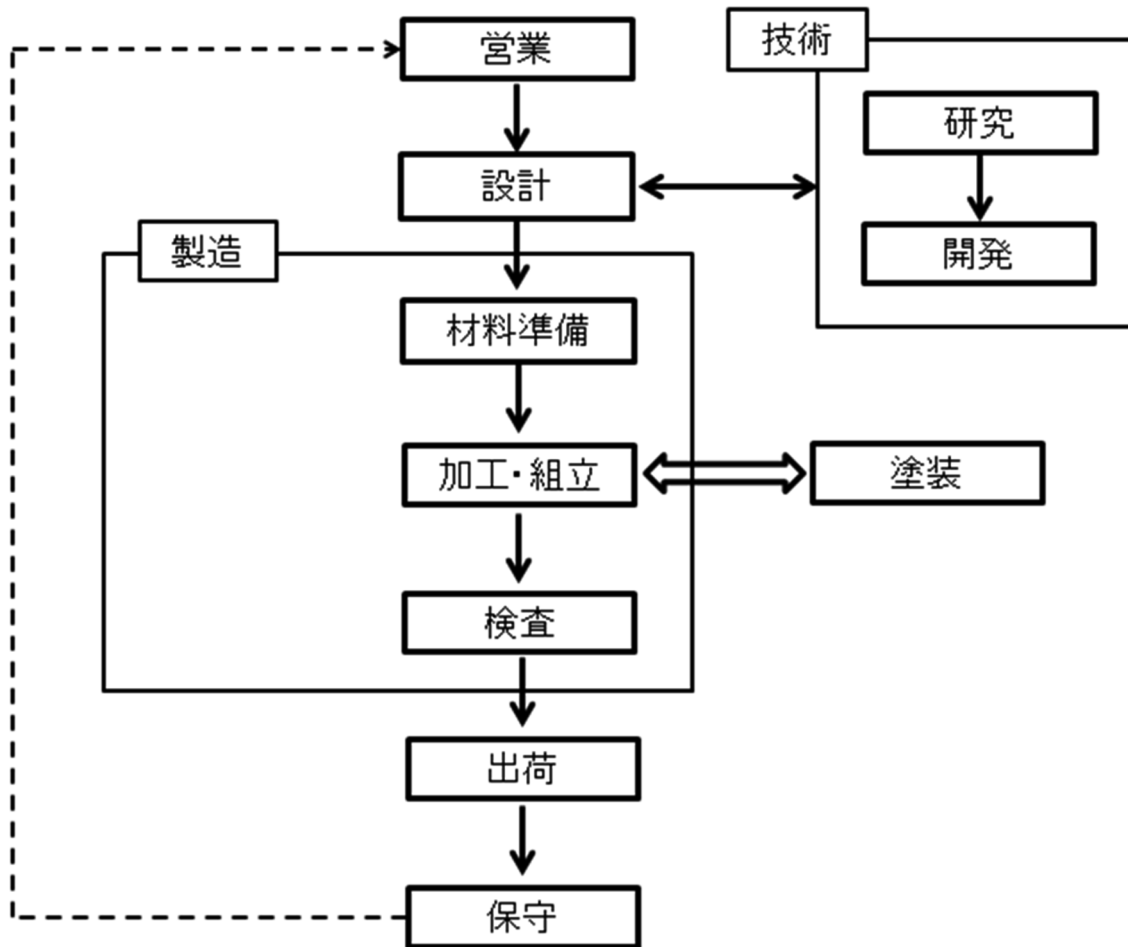 営業
技術
研究
設計
開発
製造
材料準備
加工・組立
塗装
検査
出荷
保守